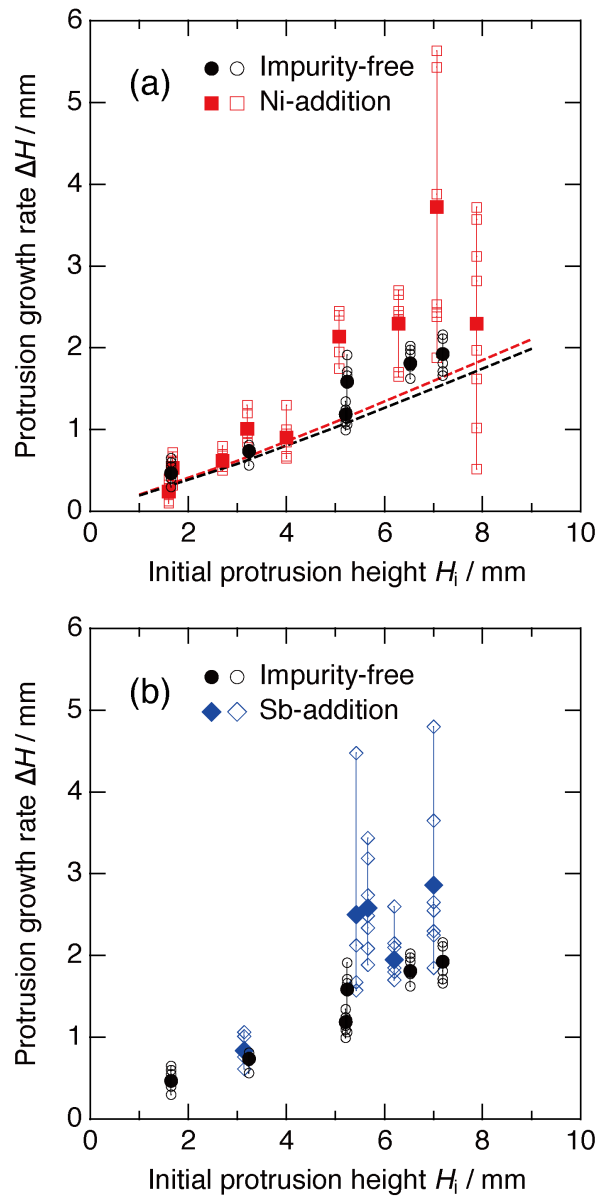 6
(a)
Impurity-free
Ni-addition
5
4
3
2
1
0
Protrusion growth rate ΔH / mm
0 2 4 6 8 10
Initial protrusion height Hi / mm
6
(b)
Impurity-free
Sb-addition
5
4
3
2
1
0
Protrusion growth rate ΔH / mm
0 2 4 6 8 10
Initial protrusion height Hi / mm